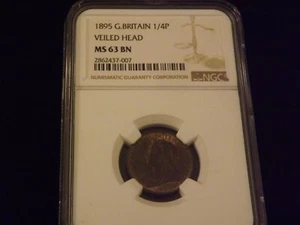 1895 G.BRITAIN 1/4P
VEILED HEAD
MS 63 BN
2862437-007
NUMISMATIC GUARANTY CORPORATION
NGC